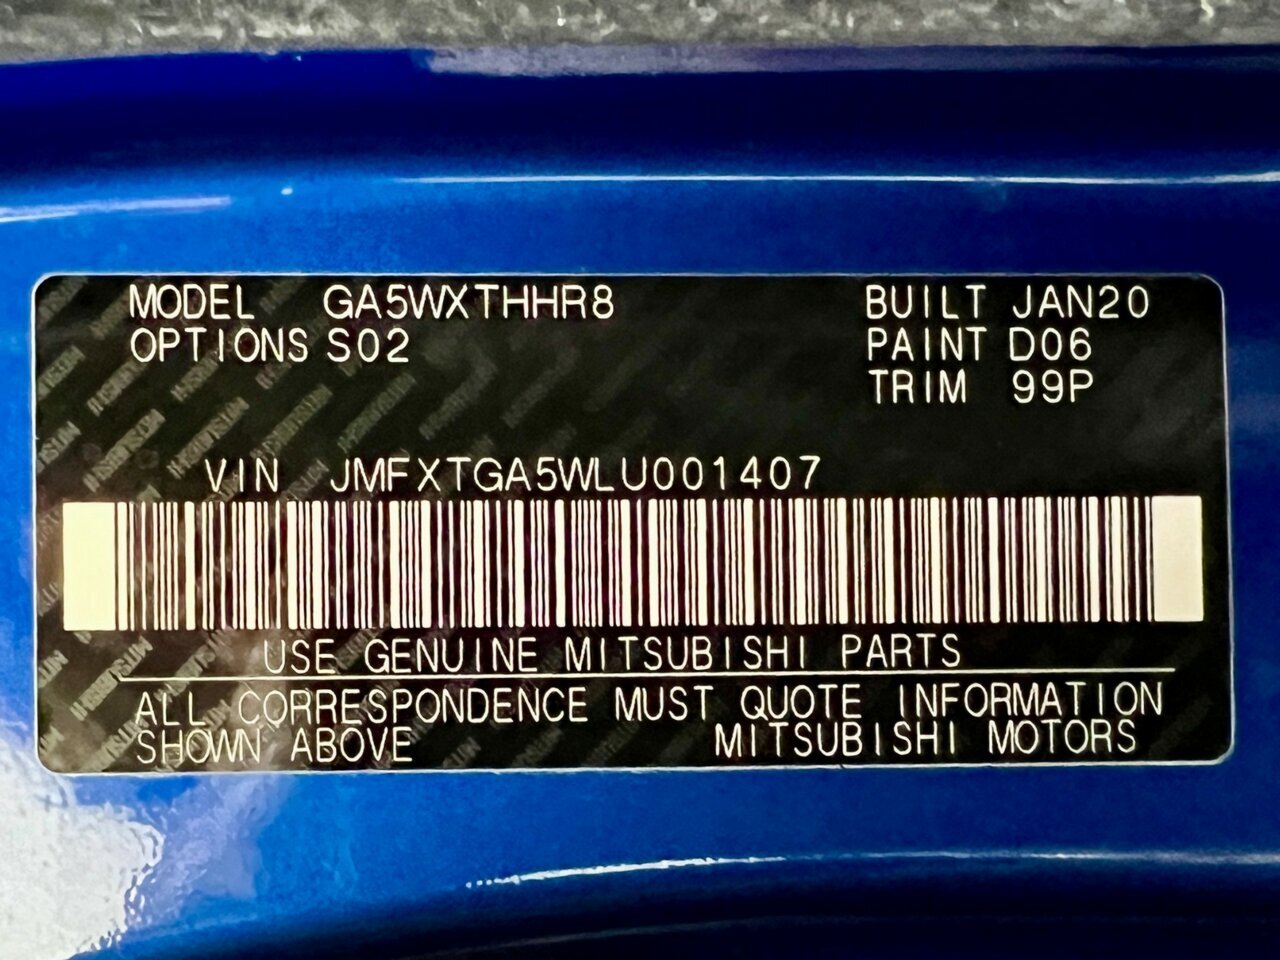 MODEL GA5WXTHHR8 BUILT JAN20
OPTIONS S02 PAINT D06
TRIM 99P
VIN JMFXTGA5WLU001407
USE GENUINE MITSUBISHI PARTS
ALL CORRESPONDENCE MUST QUOTE INFORMATION
SHOWN ABOVE MITSUBISHI MOTORS